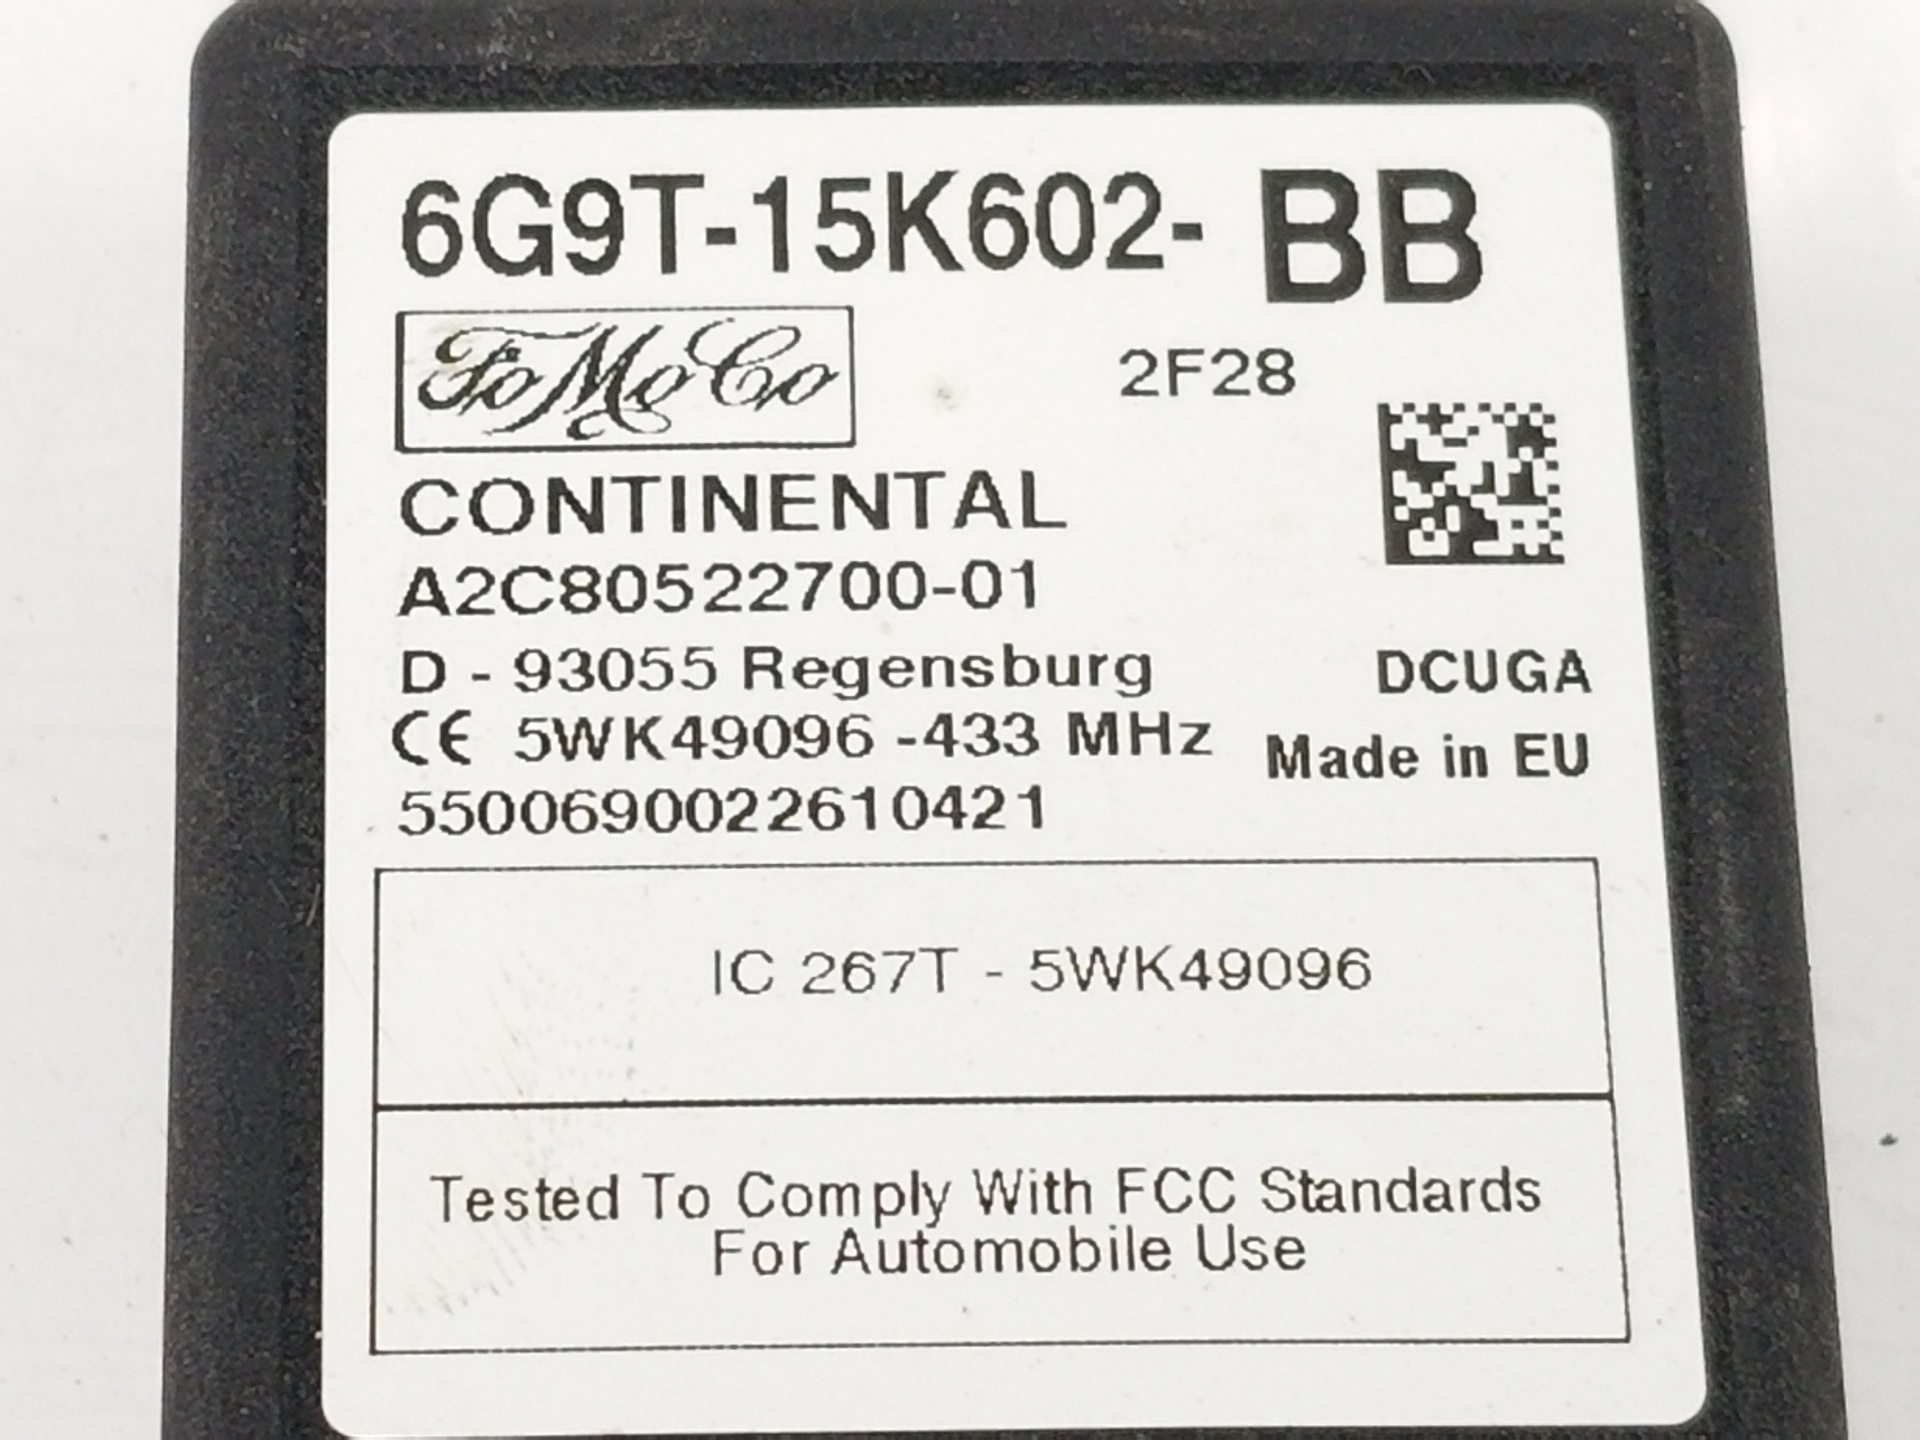 6G9T-15K602- BB
FoMoCo
2F28
CONTINENTAL
A2C80522700-01
D - 93055 Regensburg
DCUGA
CE 5WK49096 -433 MHz
Made in EU
5500690022610421
IC 267T - 5WK49096
Tested To Comply With FCC Standards
For Automobile Use